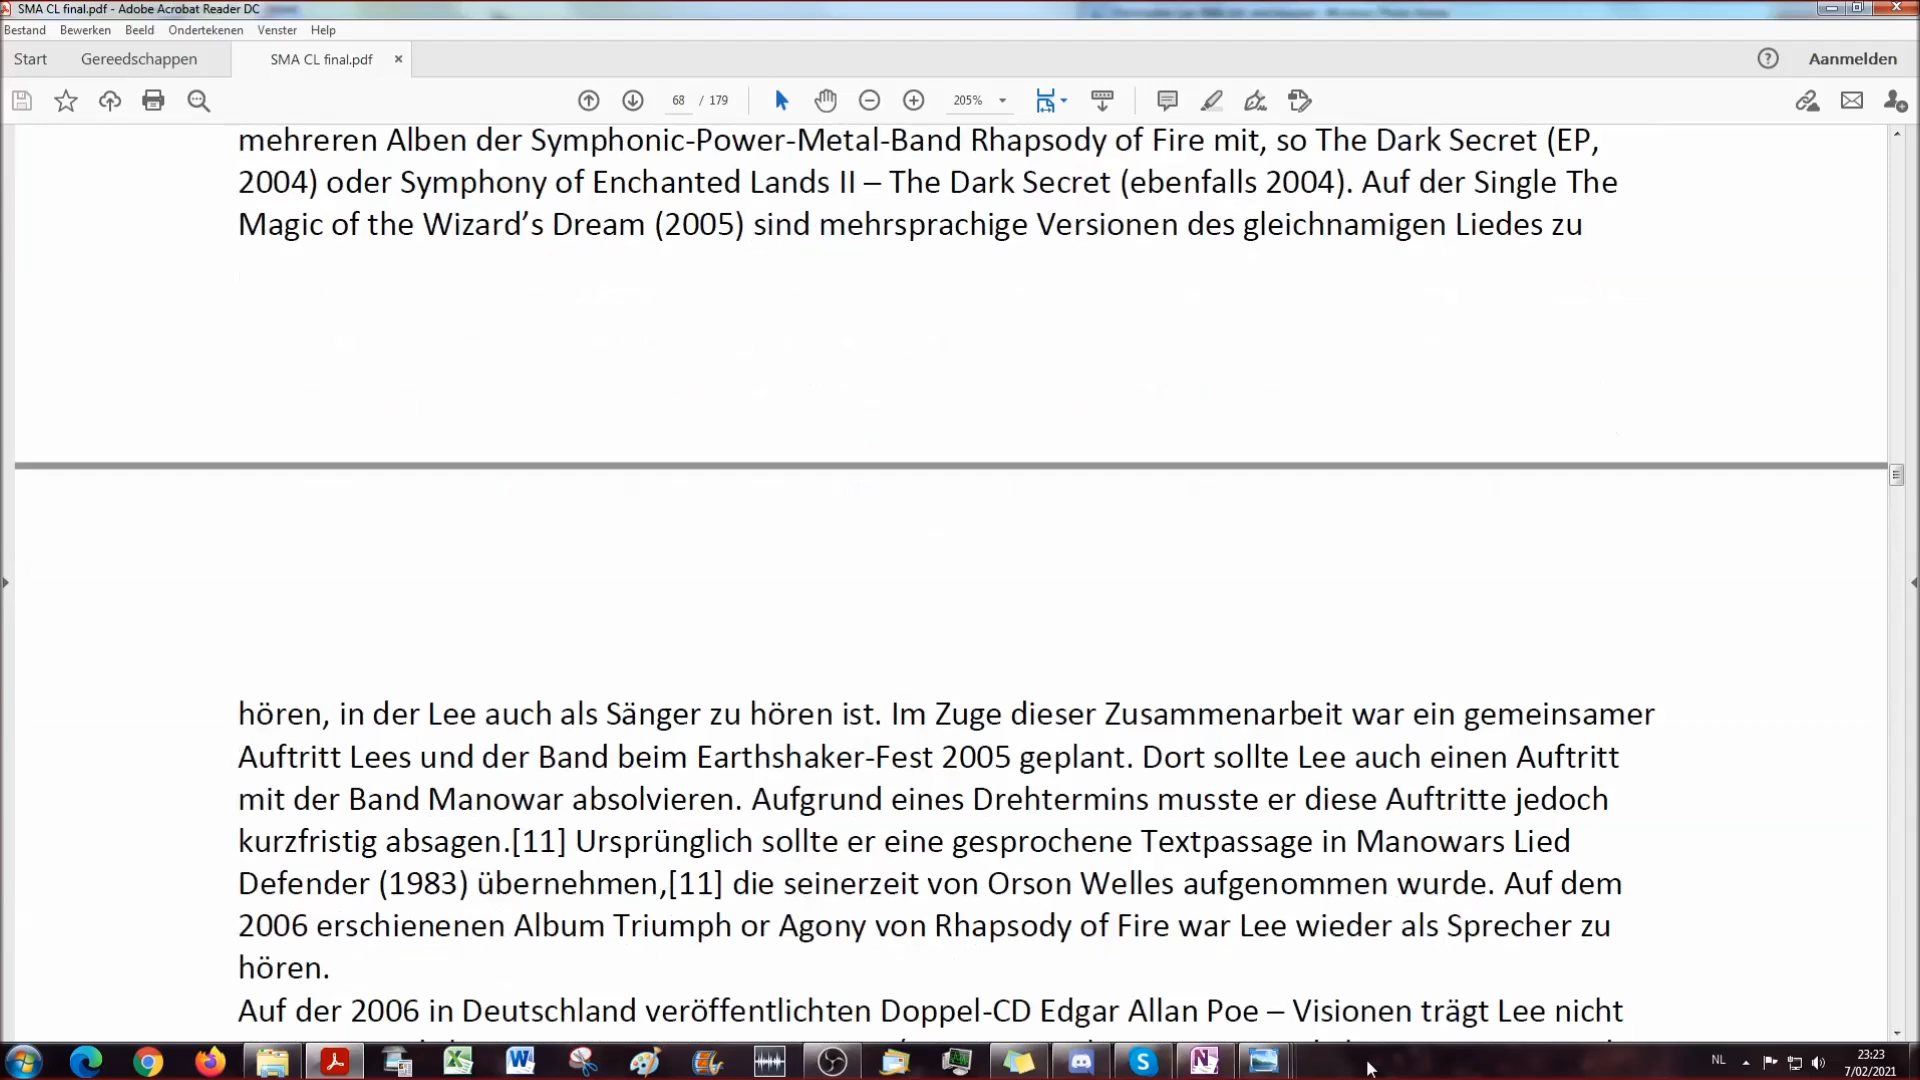 SMA CL final.pdf - Adobe Acrobat Reader DC
Bestand Bewerken Beeld Ondertekenen Venster Help
Start Gereedschappen SMA CL final.pdf × ? Aanmelden
68 / 179 205%
mehreren Alben der Symphonic-Power-Metal-Band Rhapsody of Fire mit, so The Dark Secret (EP,
2004) oder Symphony of Enchanted Lands II – The Dark Secret (ebenfalls 2004). Auf der Single The
Magic of the Wizard’s Dream (2005) sind mehrsprachige Versionen des gleichnamigen Liedes zu
hören, in der Lee auch als Sänger zu hören ist. Im Zuge dieser Zusammenarbeit war ein gemeinsamer
Auftritt Lees und der Band beim Earthshaker-Fest 2005 geplant. Dort sollte Lee auch einen Auftritt
mit der Band Manowar absolvieren. Aufgrund eines Drehtermins musste er diese Auftritte jedoch
kurzfristig absagen.[11] Ursprünglich sollte er eine gesprochene Textpassage in Manowars Lied
Defender (1983) übernehmen,[11] die seinerzeit von Orson Welles aufgenommen wurde. Auf dem
2006 erschienenen Album Triumph or Agony von Rhapsody of Fire war Lee wieder als Sprecher zu
hören.
Auf der 2006 in Deutschland veröffentlichten Doppel-CD Edgar Allan Poe – Visionen trägt Lee nicht
NL 23:23
7/02/2021